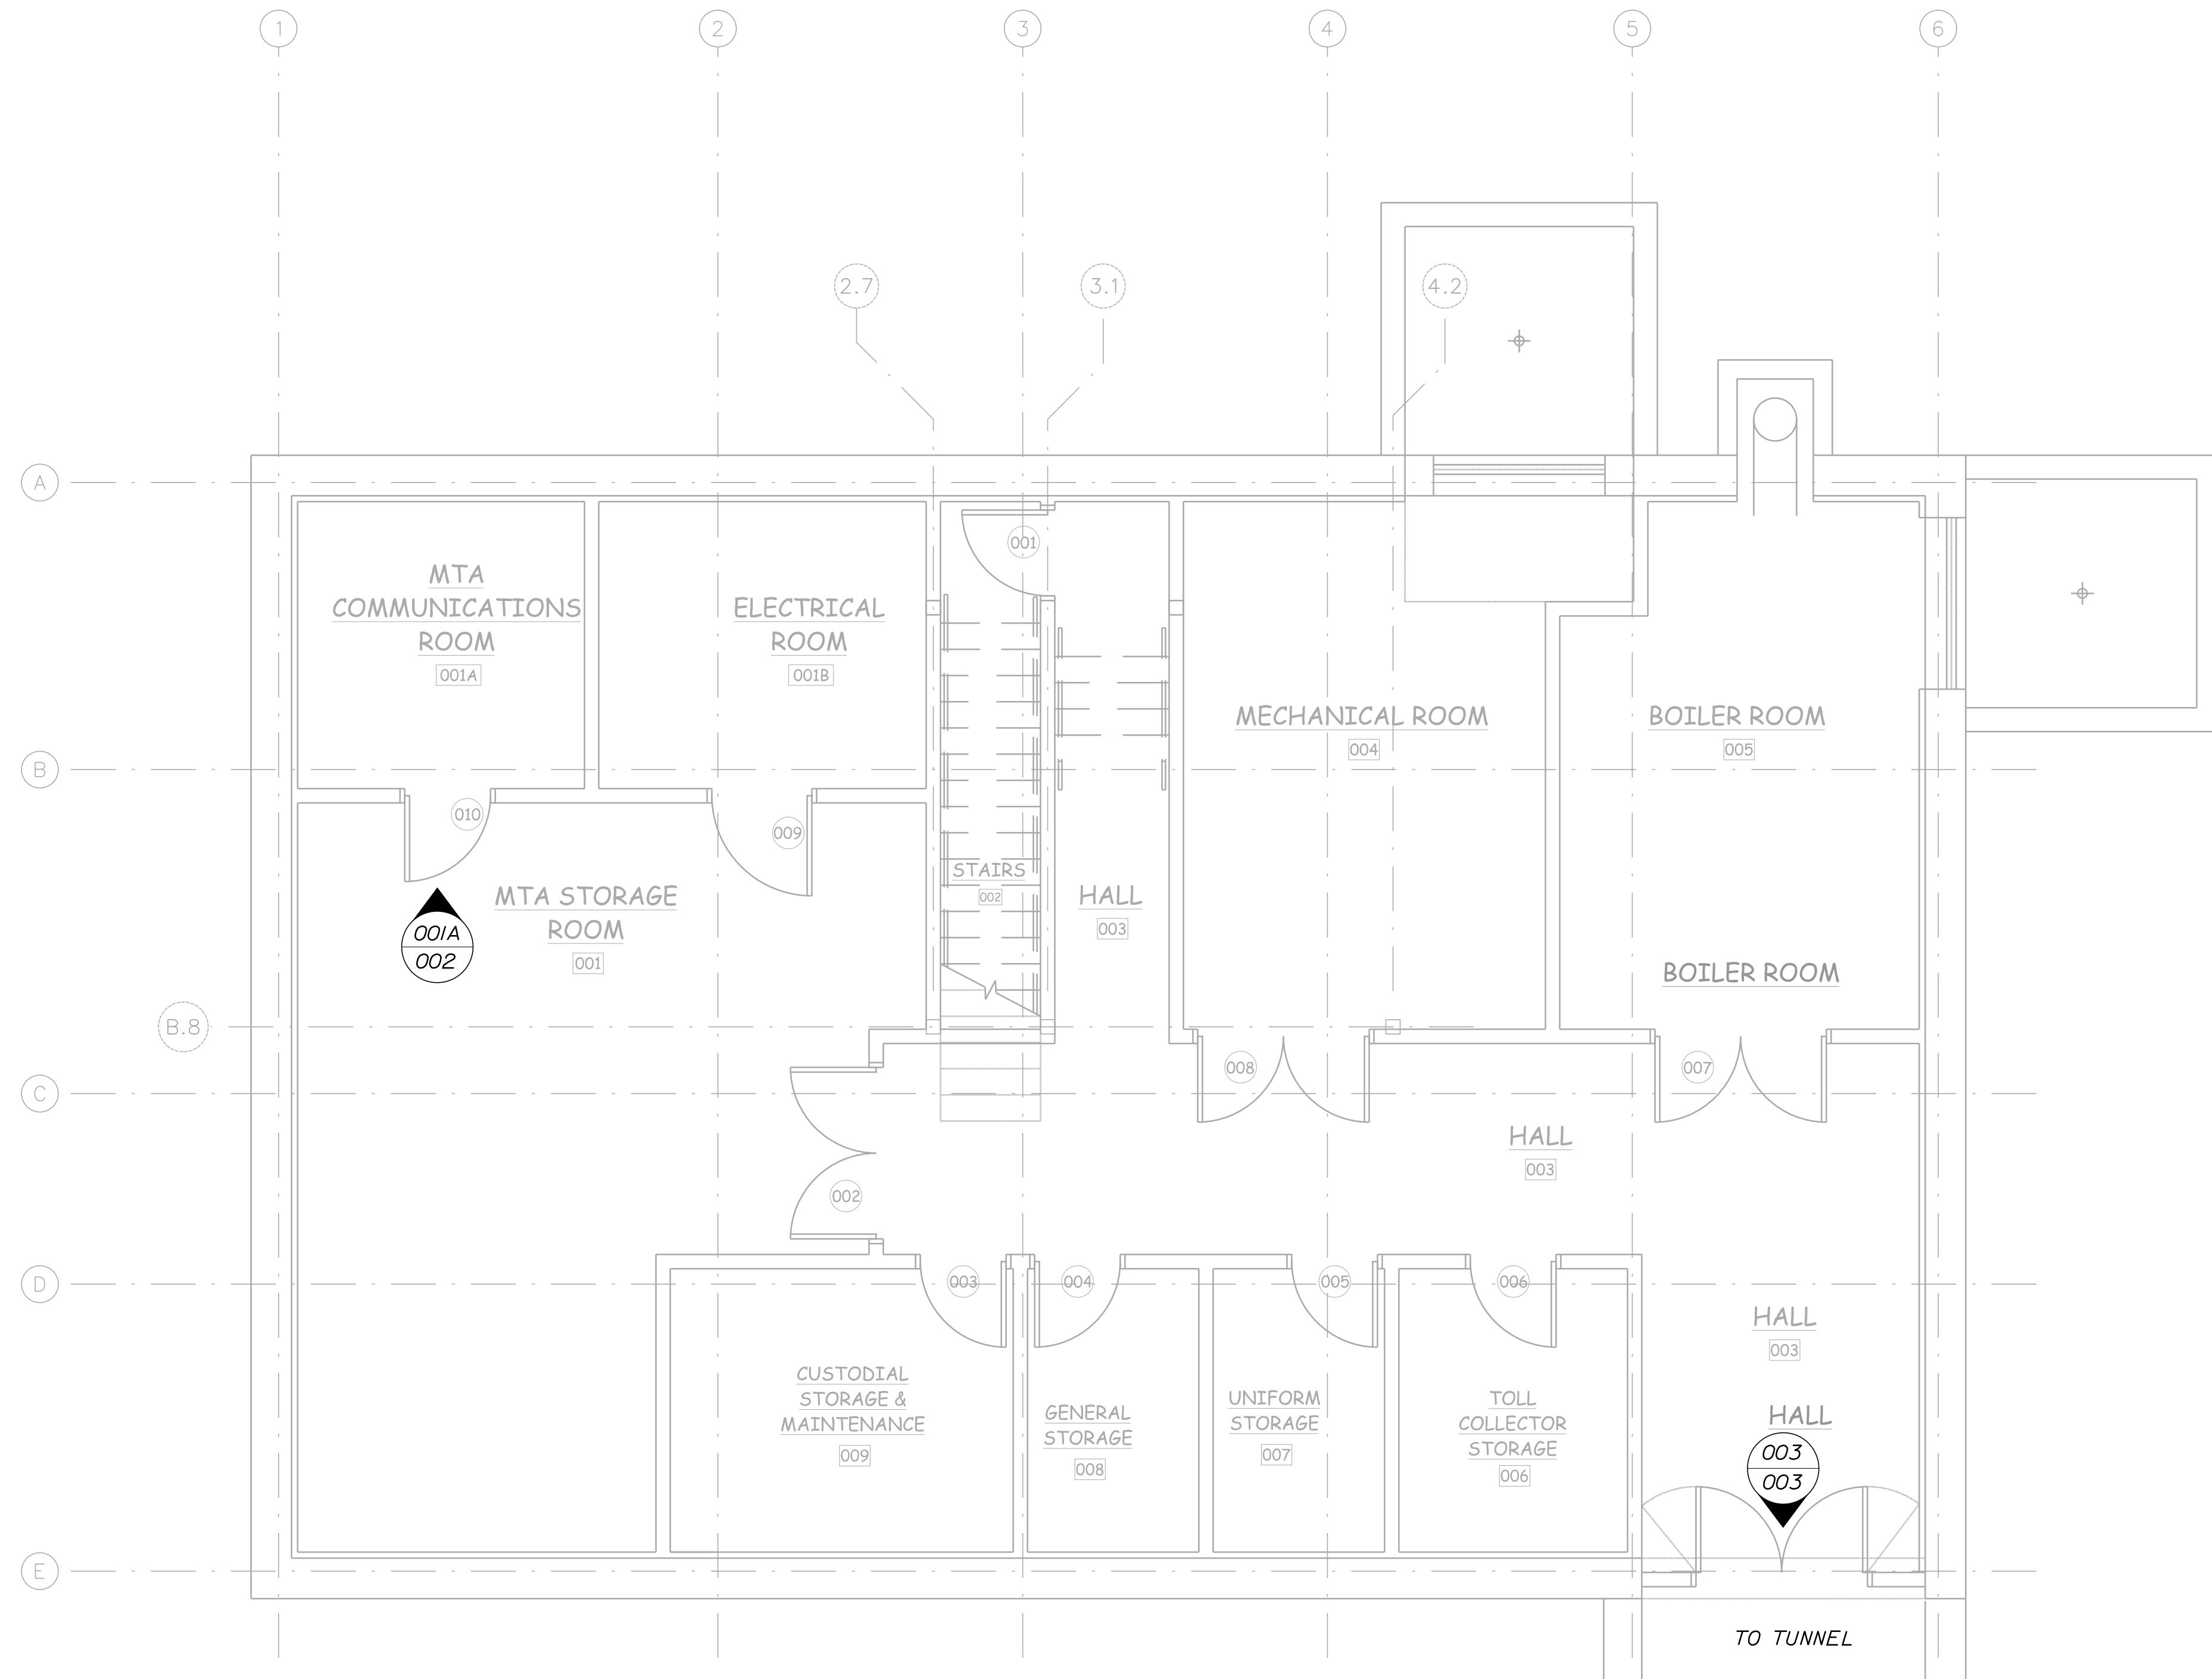 1
2
3
4
5
6
2.7
3.1
4.2
A
001
MTA
COMMUNICATIONS
ROOM
001A
ELECTRICAL
ROOM
001B
MECHANICAL ROOM
004
BOILER ROOM
005
B
010
009
STAIRS
002
MTA STORAGE
ROOM
001
HALL
003
001A
002
BOILER ROOM
B.8
008
007
C
HALL
003
002
D
003
004
005
006
HALL
003
CUSTODIAL
STORAGE &
MAINTENANCE
009
GENERAL
STORAGE
008
UNIFORM
STORAGE
007
TOLL
COLLECTOR
STORAGE
006
HALL
003
003
E
TO TUNNEL